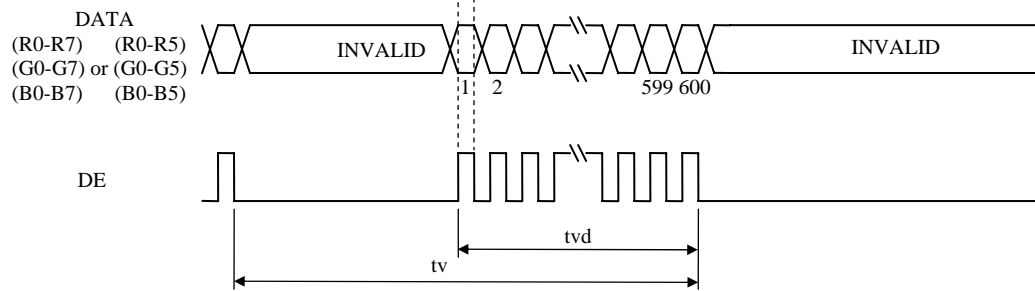 DATA
(R0-R7) (R0-R5)
(G0-G7) or (G0-G5)
(B0-B7) (B0-B5)
INVALID
INVALID
1 2 599 600
DE
tvd
tv